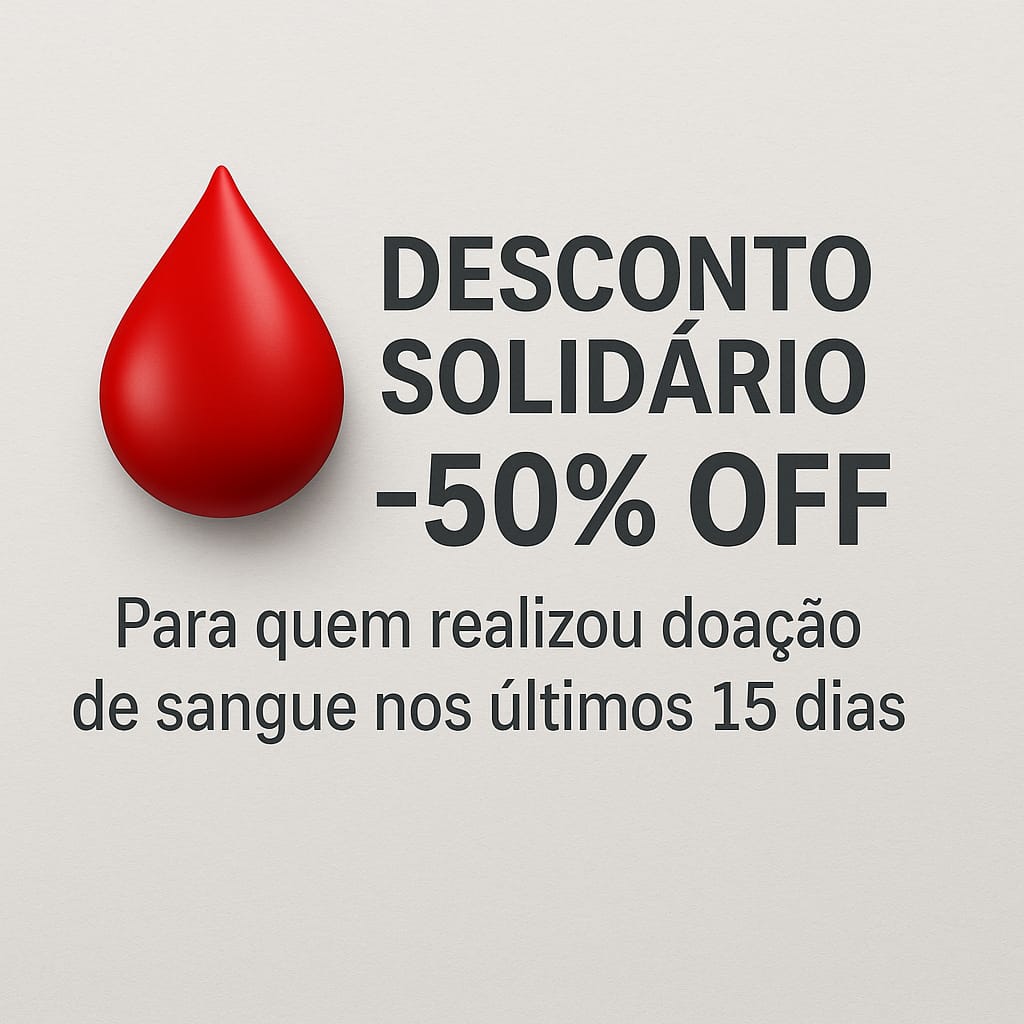 DESCONTO
SOLIDÁRIO
-50% OFF
Para quem realizou doação
de sangue nos últimos 15 dias